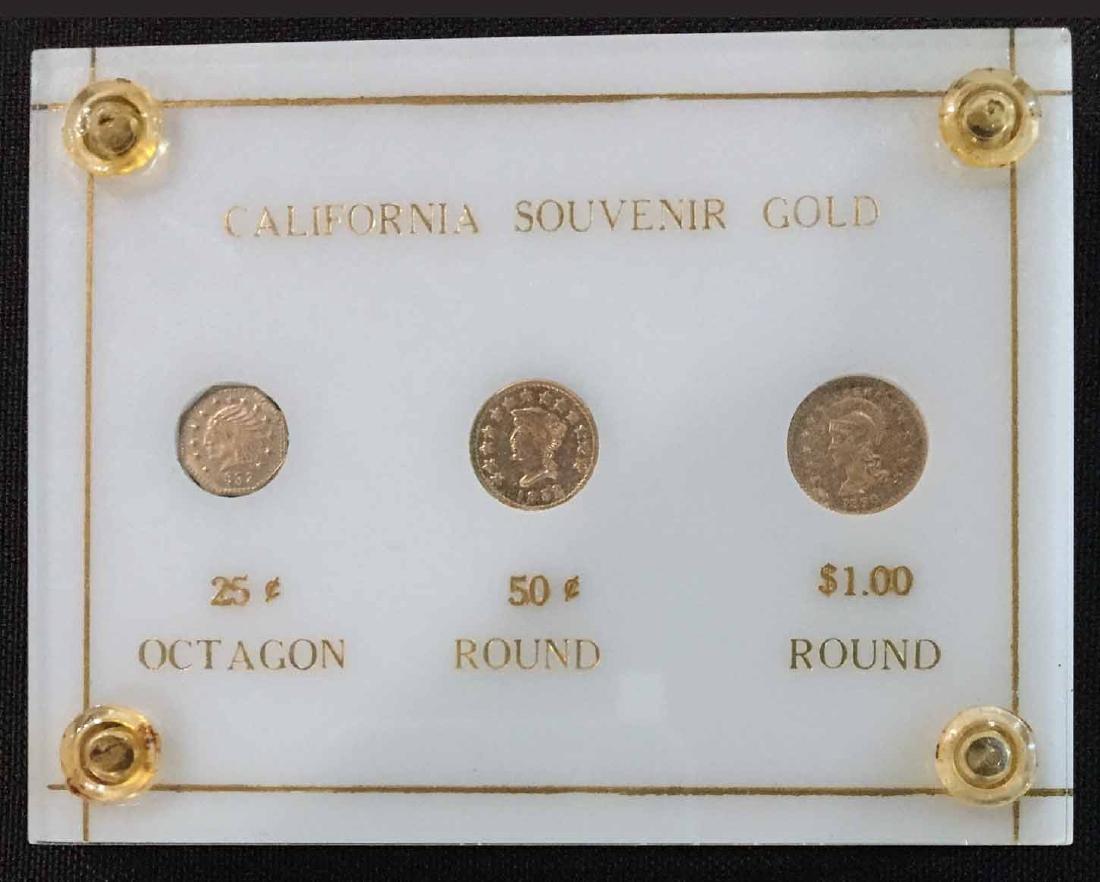 CALIFORNIA SOUVENIR GOLD
25 ¢ 50 ¢ $1.00
OCTAGON ROUND ROUND